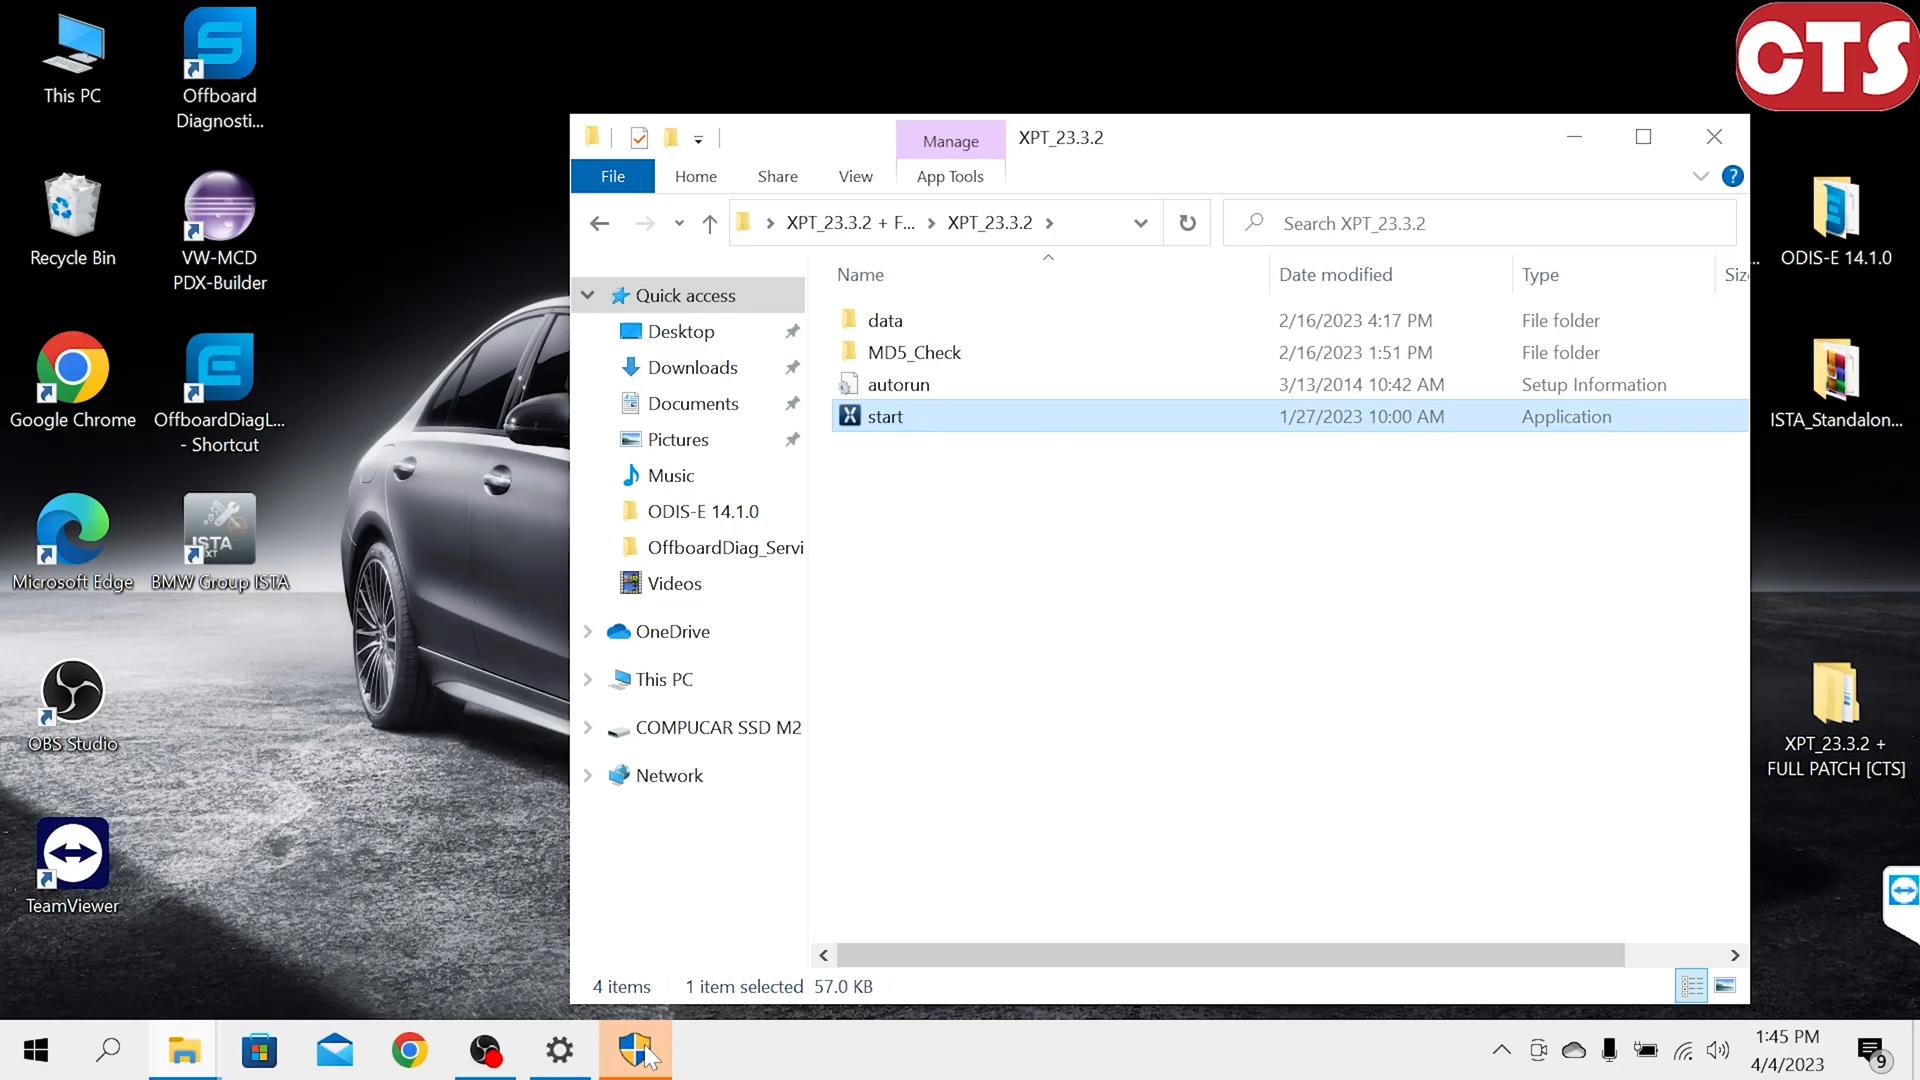 This PC
Offboard
Diagnosti...
Recycle Bin
VW-MCD
PDX-Builder
Google Chrome
OffboardDiagL...
- Shortcut
Microsoft Edge
ISTA
BMW Group ISTA
OBS Studio
TeamViewer
CTS
Manage
XPT_23.3.2
File
Home
Share
View
App Tools
XPT_23.3.2 + F...
XPT_23.3.2
Search XPT_23.3.2
Name
Date modified
Type
Siz
Quick access
Desktop
Downloads
Documents
Pictures
Music
ODIS-E 14.1.0
OffboardDiag_Servi
Videos
OneDrive
This PC
COMPUCAR SSD M2
Network
data 2/16/2023 4:17 PM File folder
MD5_Check 2/16/2023 1:51 PM File folder
autorun 3/13/2014 10:42 AM Setup Information
start 1/27/2023 10:00 AM Application
4 items 1 item selected 57.0 KB
... ODIS-E 14.1.0
ISTA_Standalon...
XPT_23.3.2 +
FULL PATCH [CTS]
1:45 PM
4/4/2023
9